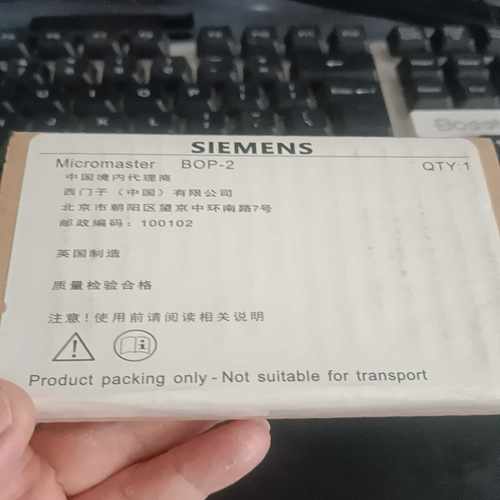 SIEMENS
Micromaster BOP-2 QTY:1
中国境内代理商
西门子（中国）有限公司
北京市朝阳区望京中环南路7号
邮政编码：100102
英国制造
质量检验合格
注意！使用前请阅读相关说明
Product packing only - Not suitable for transport